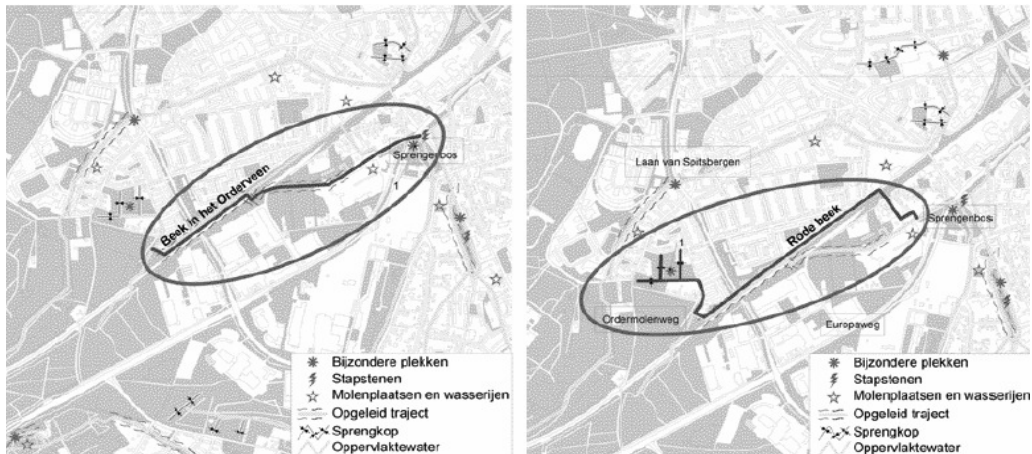 Beek in het Orderveen
Sprengenbos
1
Bijzondere plekken
Stapstenen
Molenplaatsen en wasserijen
Opgeleid traject
Sprengkop
Oppervlaktewater
Laan van Spitsbergen
Rode beek
Sprengenbos
1
Ordermolenweg
Europaweg
Bijzondere plekken
Stapstenen
Molenplaatsen en wasserijen
Opgeleid traject
Sprengkop
Oppervlaktewater